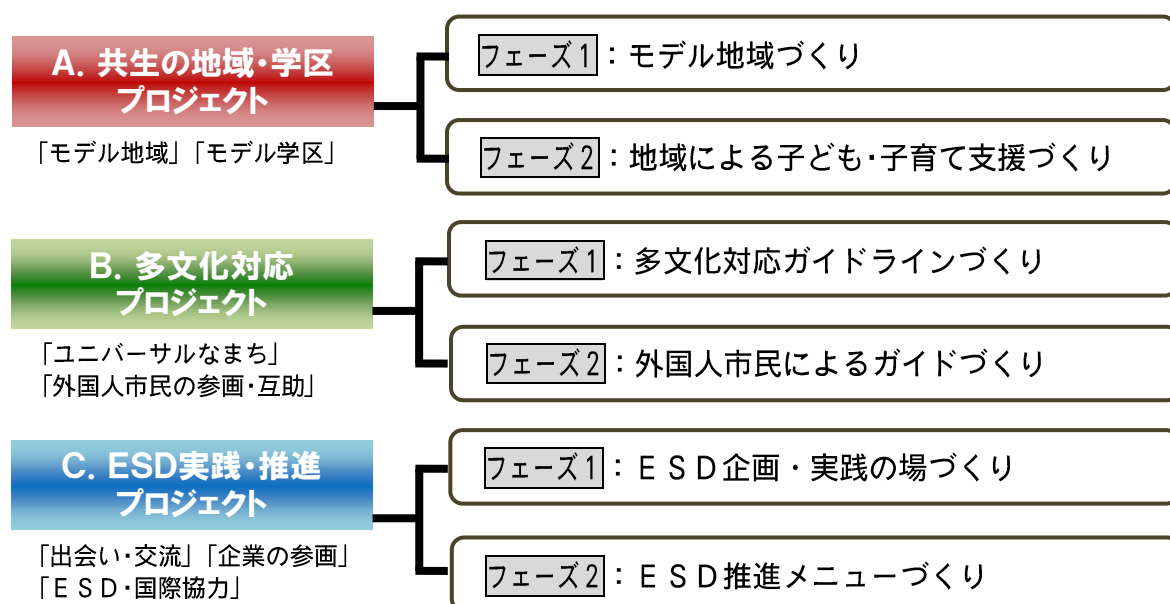 A. 共生の地域・学区
プロジェクト
「モデル地域」「モデル学区」
フェーズ1：モデル地域づくり
フェーズ2：地域による子ども・子育て支援づくり
B. 多文化対応
プロジェクト
「ユニバーサルなまち」
「外国人市民の参画・互助」
フェーズ1：多文化対応ガイドラインづくり
フェーズ2：外国人市民によるガイドづくり
C. ESD実践・推進
プロジェクト
「出会い・交流」「企業の参画」
「ＥＳＤ・国際協力」
フェーズ1：ＥＳＤ企画・実践の場づくり
フェーズ2：ＥＳＤ推進メニューづくり